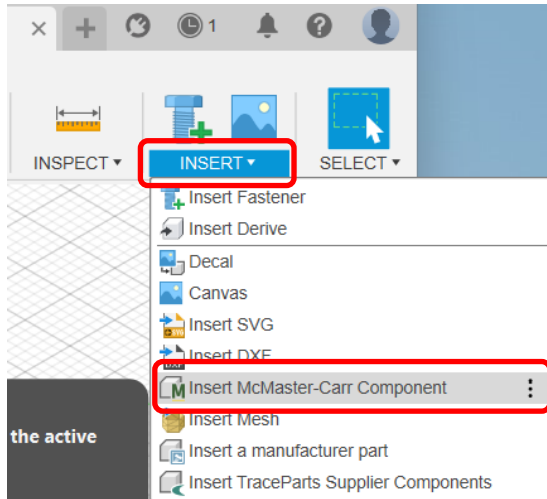 1
INSPECT
INSERT
SELECT
Insert Fastener
Insert Derive
Decal
Canvas
Insert SVG
Insert DXF
Insert McMaster-Carr Component
Insert Mesh
Insert a manufacturer part
Insert TraceParts Supplier Components
the active